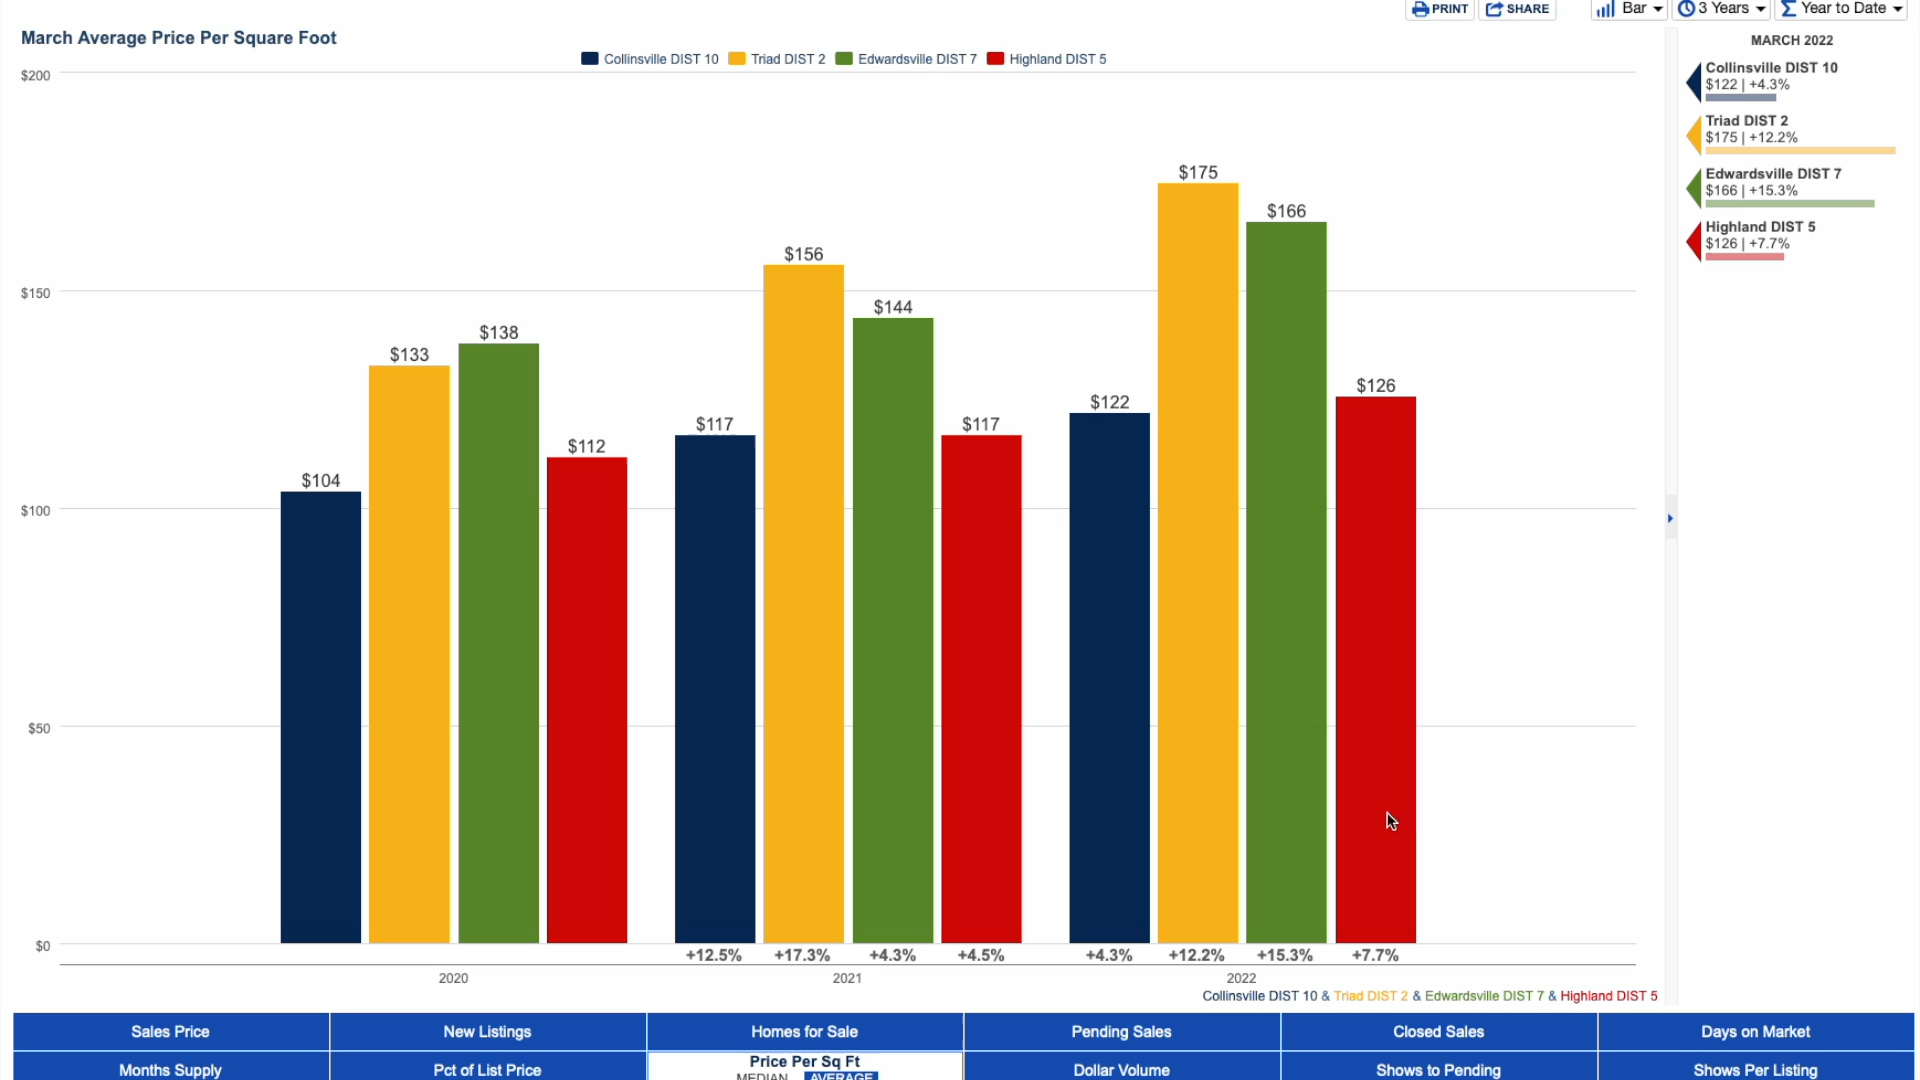 PRINT SHARE Bar 3 Years Year to Date
March Average Price Per Square Foot
Collinsville DIST 10 Triad DIST 2 Edwardsville DIST 7 Highland DIST 5
MARCH 2022
Collinsville DIST 10
$122 | +4.3%
Triad DIST 2
$175 | +12.2%
Edwardsville DIST 7
$166 | +15.3%
Highland DIST 5
$126 | +7.7%
$200
$150
$100
$50
$0
$104 $133 $138 $112
$117 $156 $144 $117
$122 $175 $166 $126
+12.5% +17.3% +4.3% +4.5% +4.3% +12.2% +15.3% +7.7%
2020 2021 2022
Collinsville DIST 10 & Triad DIST 2 & Edwardsville DIST 7 & Highland DIST 5
Sales Price New Listings Homes for Sale Pending Sales Closed Sales Days on Market
Months Supply Pct of List Price Price Per Sq Ft Dollar Volume Shows to Pending Shows Per Listing
MEDIAN AVERAGE